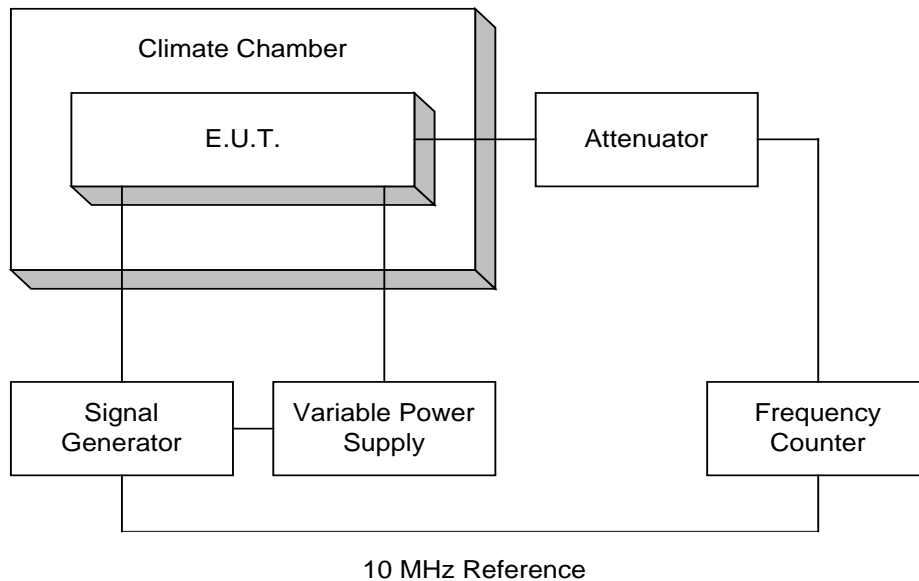 Climate Chamber
E.U.T.
Attenuator
Signal
Generator
Variable Power
Supply
Frequency
Counter
10 MHz Reference